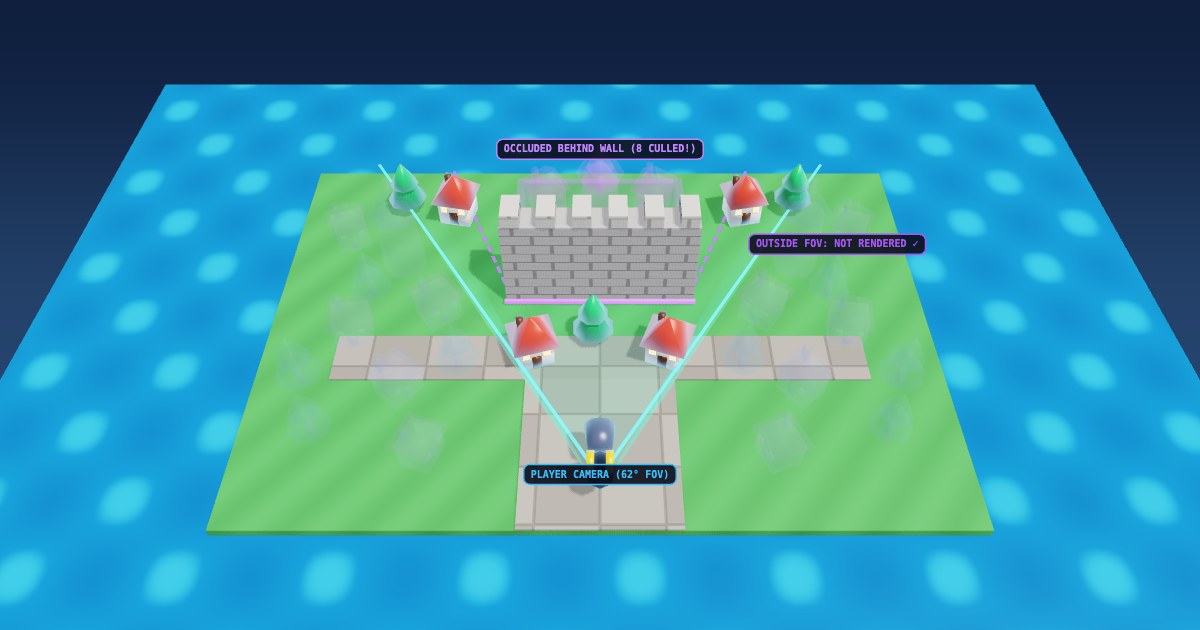 OCCLUDED BEHIND WALL (8 CULLED!)
OUTSIDE FOV: NOT RENDERED ✓
PLAYER CAMERA (62° FOV)